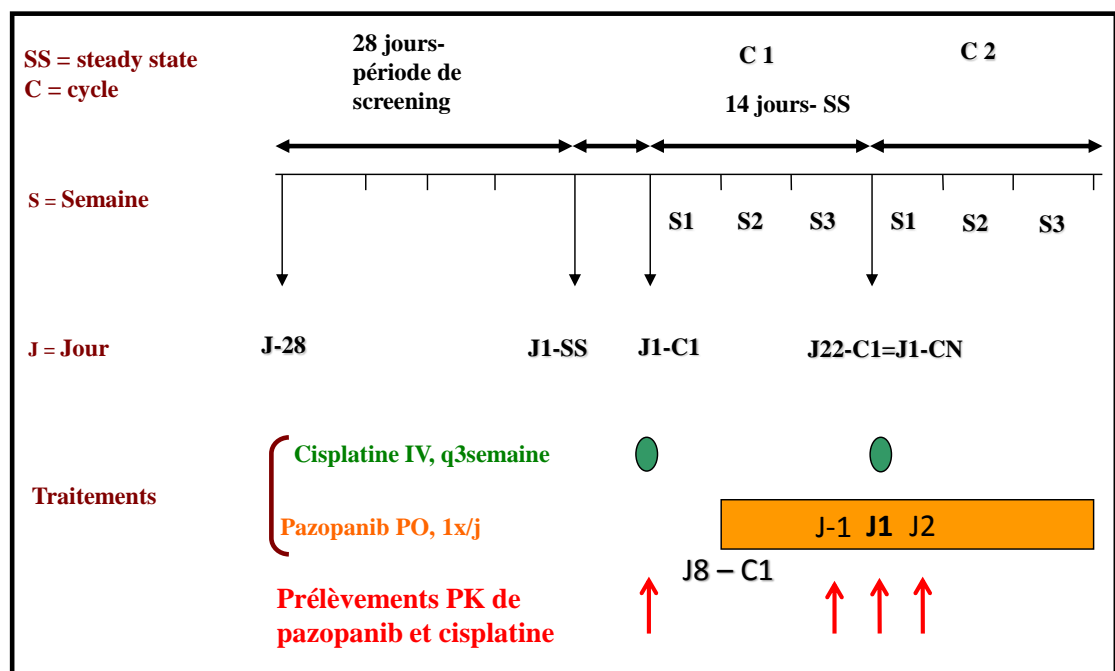 SS = steady state
C = cycle
28 jours-
période de
screening
C 1
C 2
14 jours- SS
S = Semaine
S1
S2
S3
S1
S2
S3
J = Jour
J-28
J1-SS
J1-C1
J22-C1=J1-CN
Traitements
Cisplatine IV, q3semaine
Pazopanib PO, 1x/j
J-1
J1
J2
J8 – C1
Prélèvements PK de
pazopanib et cisplatine